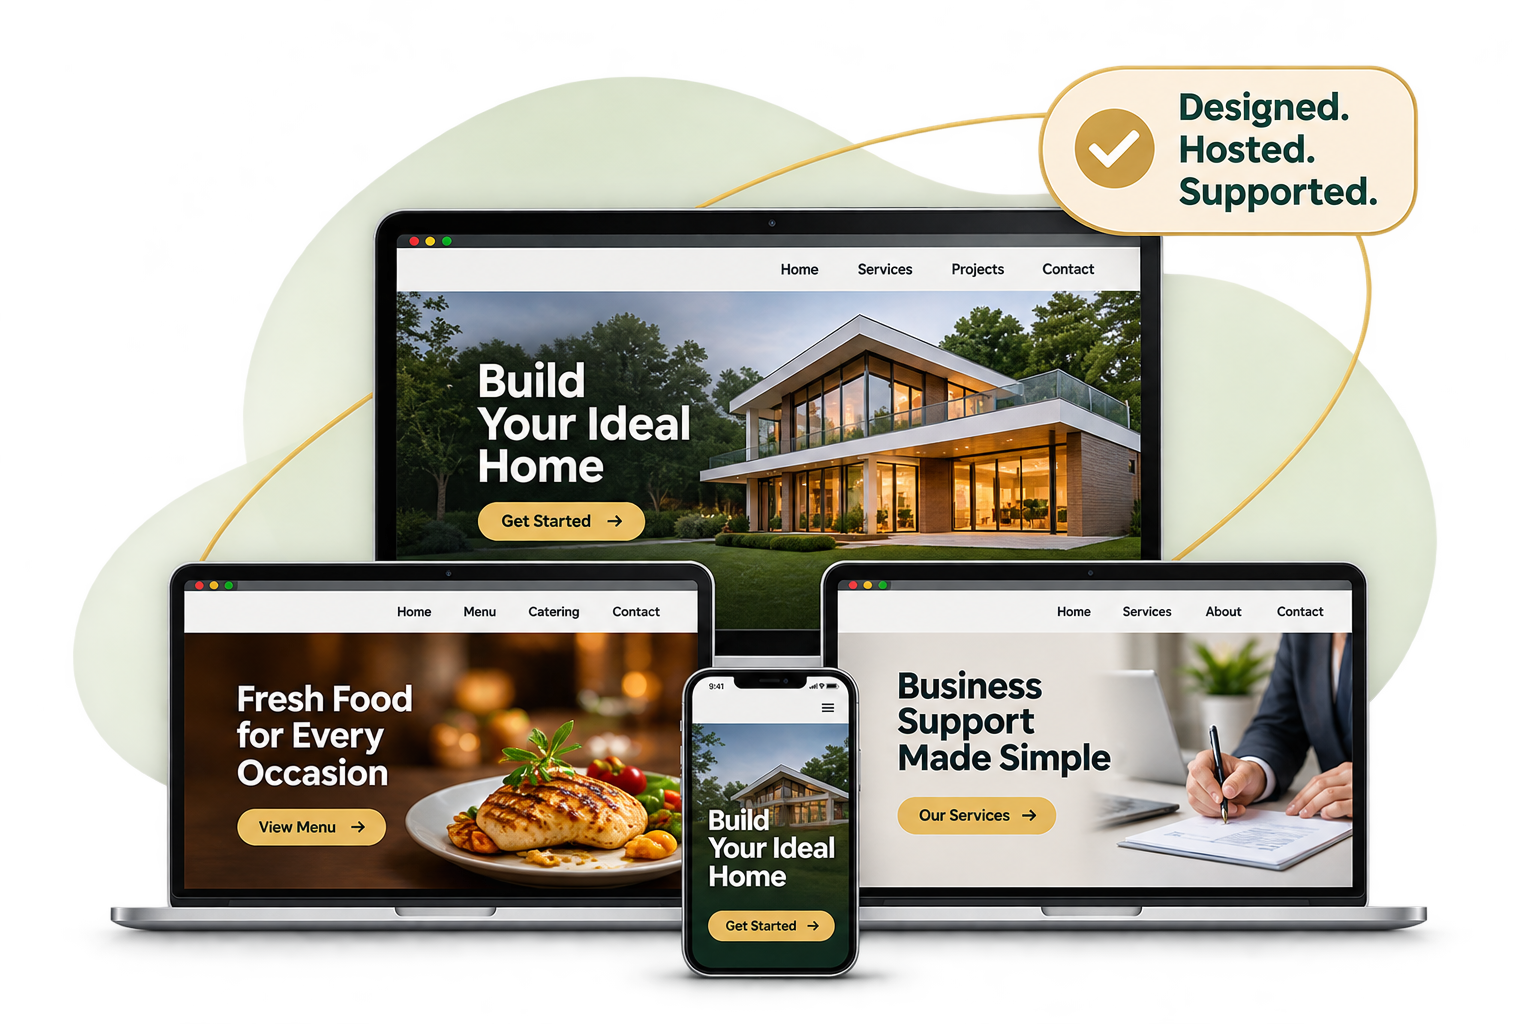 Designed.
Hosted.
Supported.
Home Services Projects Contact
Build
Your Ideal
Home
Get Started →
Home Menu Catering Contact
Fresh Food
for Every
Occasion
View Menu →
9:41
Build
Your Ideal
Home
Get Started →
Home Services About Contact
Business
Support
Made Simple
Our Services →